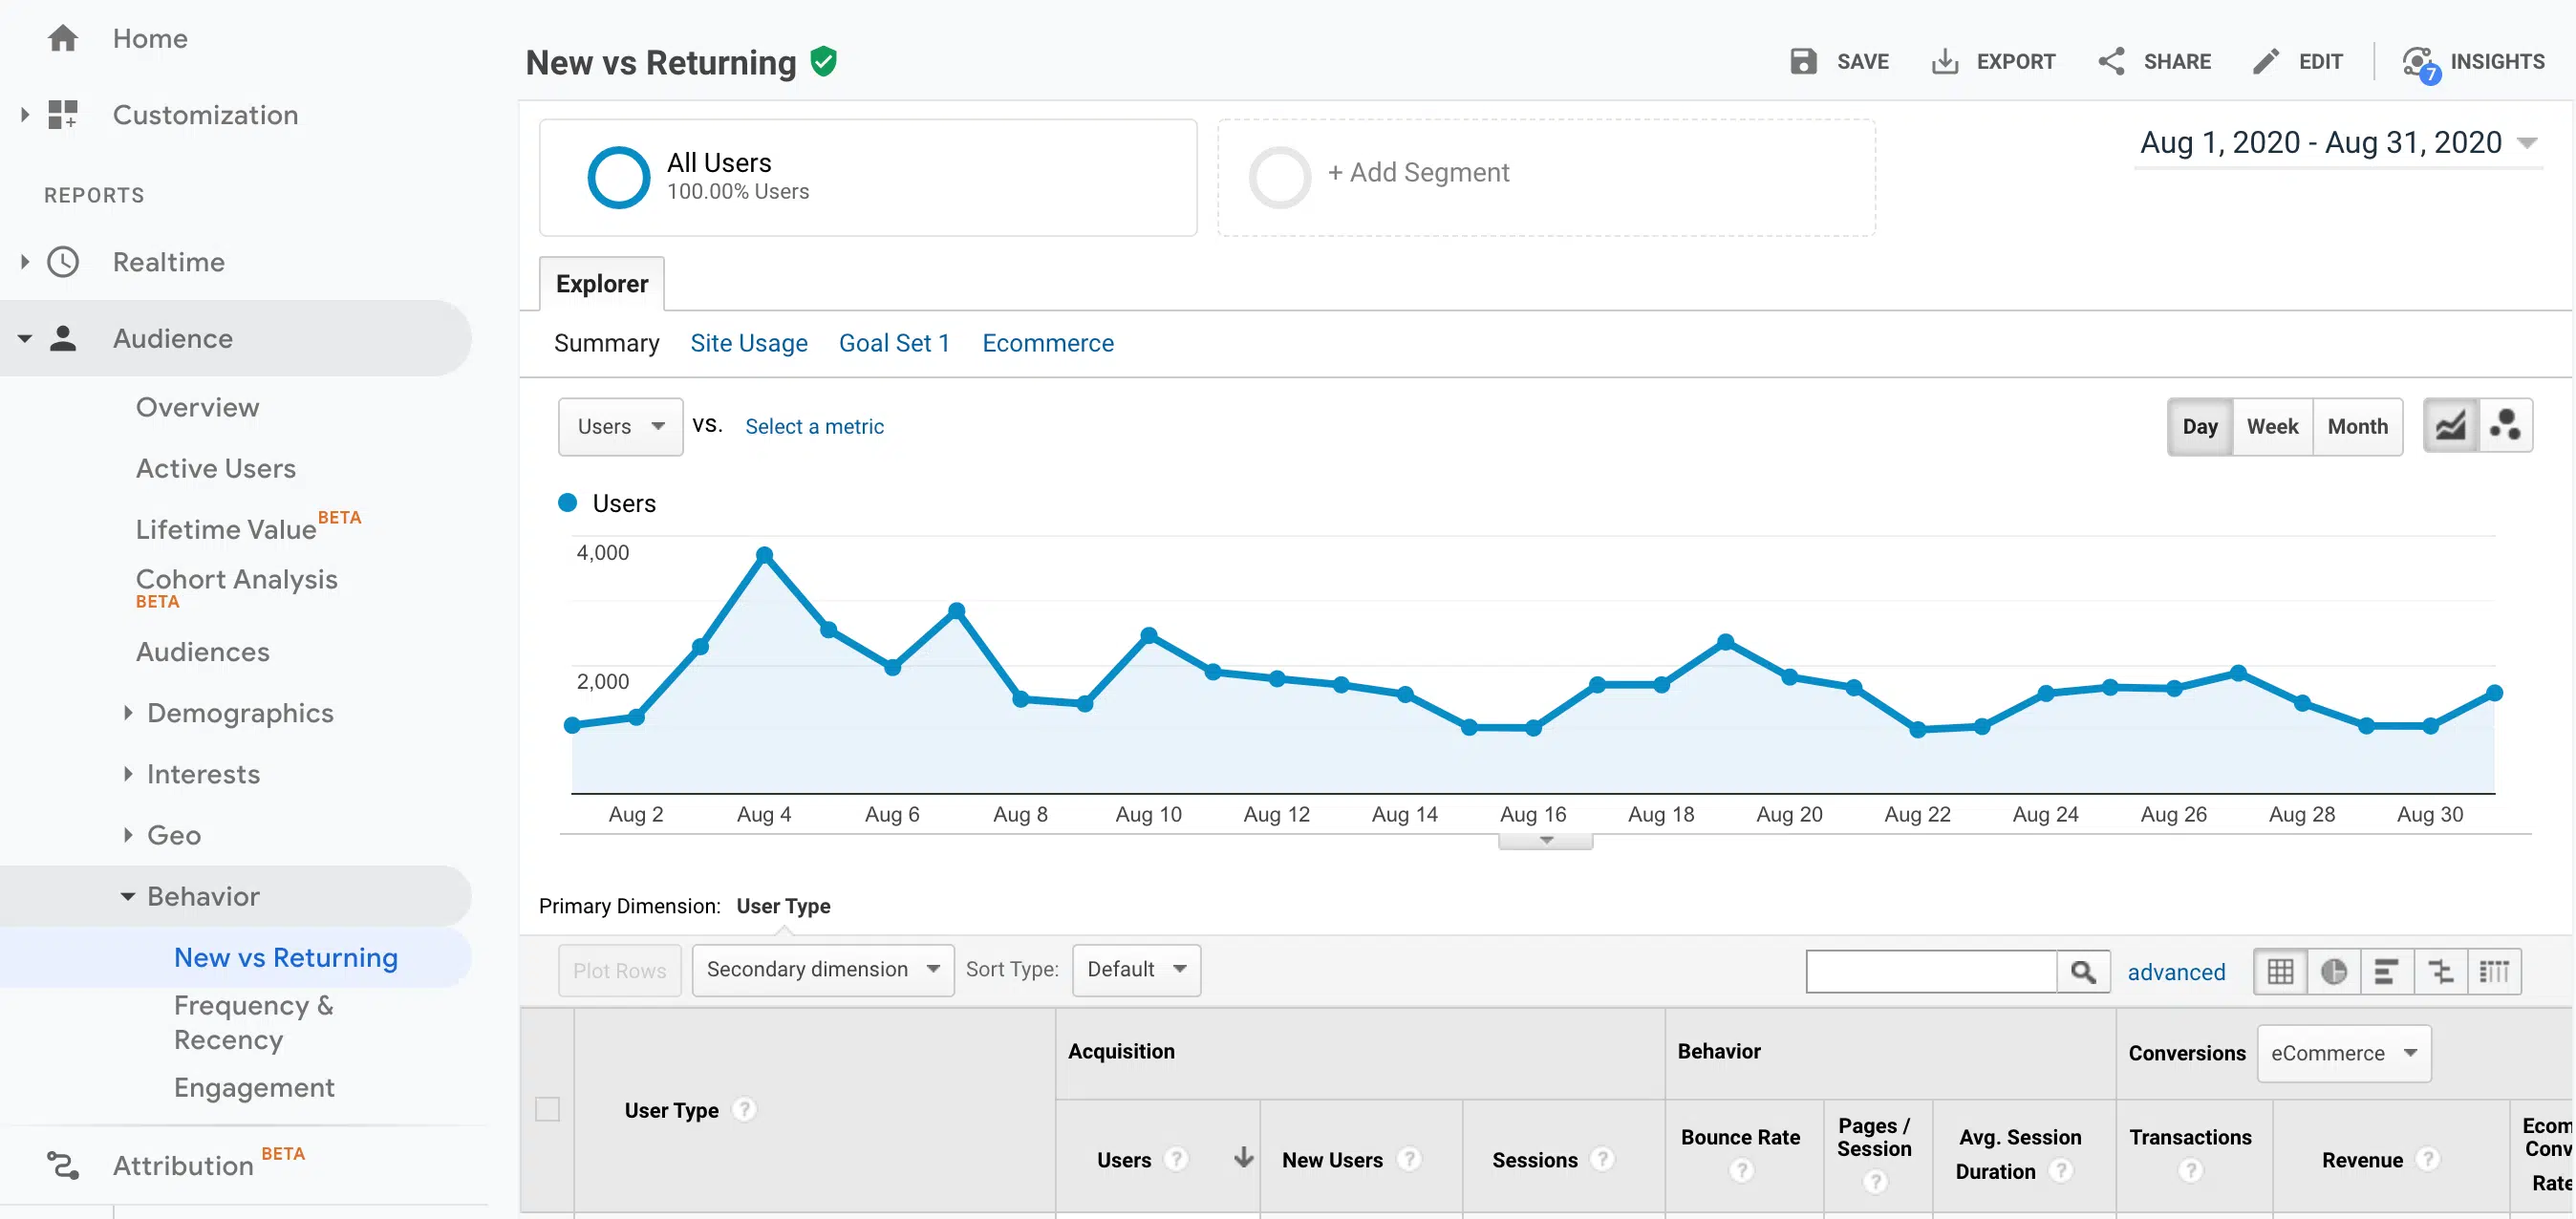 Home
Customization
REPORTS
Realtime
Audience
Overview
Active Users
Lifetime Value BETA
Cohort Analysis
BETA
Audiences
Demographics
Interests
Geo
Behavior
New vs Returning
Frequency &
Recency
Engagement
Attribution BETA
New vs Returning
SAVE
EXPORT
SHARE
EDIT
7
INSIGHTS
All Users
100.00% Users
+ Add Segment
Aug 1, 2020 - Aug 31, 2020
Explorer
Summary
Site Usage
Goal Set 1
Ecommerce
Users
VS.
Select a metric
Day
Week
Month
Users
4,000
2,000
Aug 2
Aug 4
Aug 6
Aug 8
Aug 10
Aug 12
Aug 14
Aug 16
Aug 18
Aug 20
Aug 22
Aug 24
Aug 26
Aug 28
Aug 30
Primary Dimension: User Type
Plot Rows
Secondary dimension
Sort Type:
Default
advanced
User Type ?
Acquisition
Users ?
New Users ?
Sessions ?
Behavior
Bounce Rate
?
Pages /
Session
?
Avg. Session
Duration ?
Conversions
eCommerce
Transactions
?
Revenue ?
Ecom
Conv
Rate